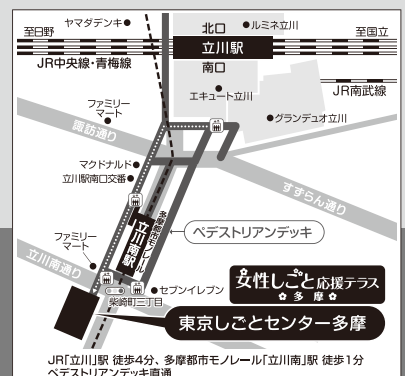 ヤマダデンキ
北口
ルミネ立川
至日野
立川駅
至国立
JR中央線・青梅線
南口
JR南武線
エキュート立川
ファミリー
マート
グランデュオ立川
諏訪通り
マクドナルド
立川駅南口交番
すずらん通り
立川南駅
多摩都市モノレール
ペデストリアンデッキ
ファミリー
マート
立川南通り
セブンイレブン
柴崎町三丁目
女性しごと応援テラス
多摩
東京しごとセンター多摩
JR「立川」駅 徒歩4分、多摩都市モノレール「立川南」駅 徒歩1分
ペデストリアンデッキ直通